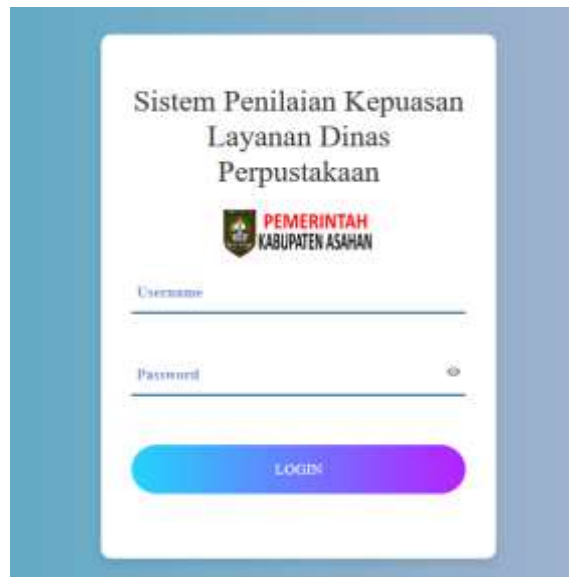 Sistem Penilaian Kepuasan
Layanan Dinas
Perpustakaan
PEMERINTAH
KABUPATEN ASAHAN
Username
Password
LOGIN